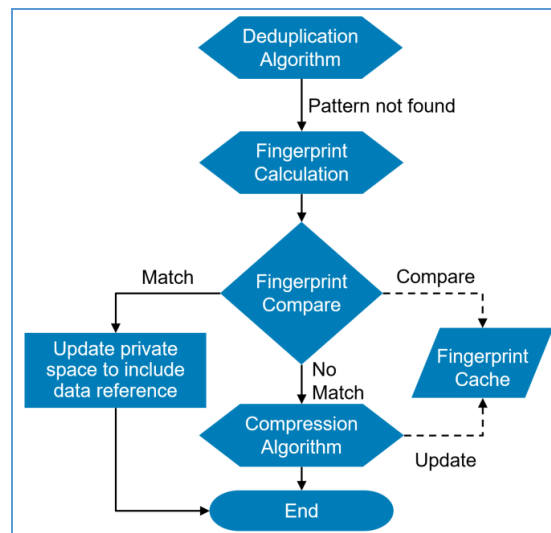 Deduplication
Algorithm
Pattern not found
Fingerprint
Calculation
Match
Fingerprint
Compare
Compare
Update private
space to include
data reference
Fingerprint
Cache
No
Match
Compression
Algorithm
Update
End